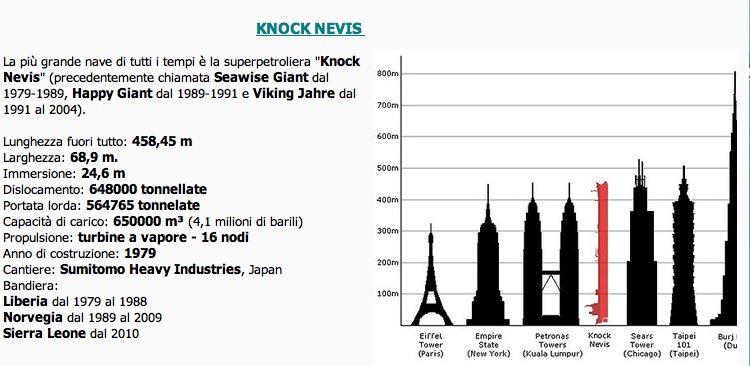 KNOCK NEVIS
La più grande nave di tutti i tempi è la superpetroliera "Knock
Nevis" (precedentemente chiamata Seawise Giant dal
1979-1989, Happy Giant dal 1989-1991 e Viking Jahre dal
1991 al 2004).
Lunghezza fuori tutto: 458,45 m
Larghezza: 68,9 m.
Immersione: 24,6 m
Dislocamento: 648000 tonnellate
Portata lorda: 564765 tonnelate
Capacità di carico: 650000 m³ (4,1 milioni di barili)
Propulsione: turbine a vapore - 16 nodi
Anno di costruzione: 1979
Cantiere: Sumitomo Heavy Industries, Japan
Bandiera:
Liberia dal 1979 al 1988
Norvegia dal 1989 al 2009
Sierra Leone dal 2010
800m
700m
600m
500m
400m
300m
200m
100m
Eiffel
Tower
(Paris)
Empire
State
(New York)
Petronas
Towers
(Kuala Lumpur)
Knock
Nevis
Sears
Tower
(Chicago)
Taipei
101
(Taipei)
Burj
(Du